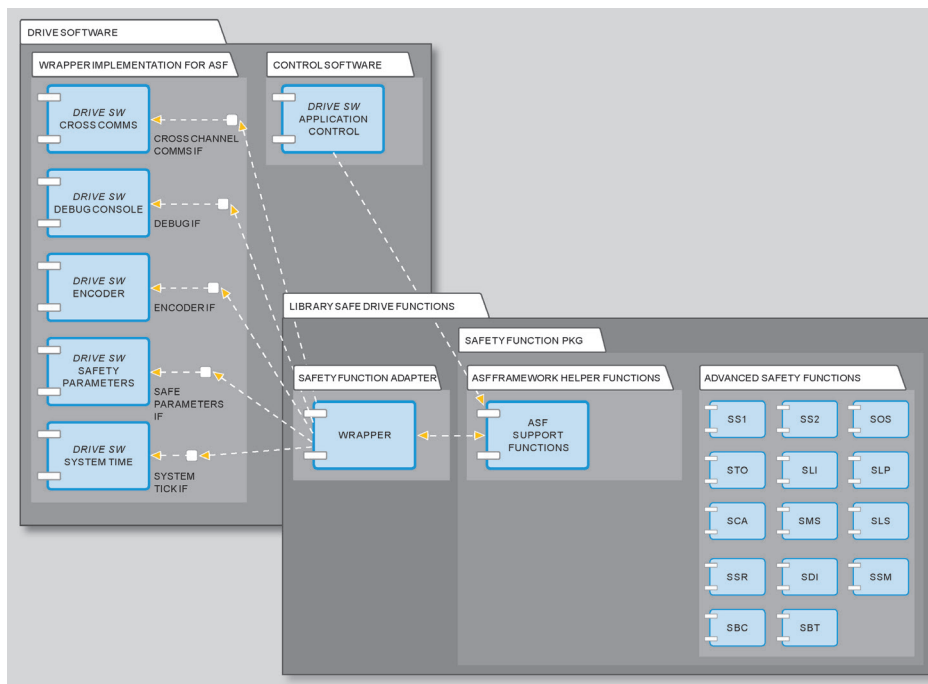 DRIVE SOFTWARE
WRAPPER IMPLEMENTATION FOR ASF
DRIVE SW
CROSS COMMS
CROSS CHANNEL
COMMS IF
DRIVE SW
DEBUG CONSOLE
DEBUG IF
DRIVE SW
ENCODER
ENCODER IF
DRIVE SW
SAFETY
PARAMETERS
SAFE
PARAMETERS
IF
DRIVE SW
SYSTEM TIME
SYSTEM
TICK IF
CONTROL SOFTWARE
DRIVE SW
APPLICATION
CONTROL
LIBRARY SAFE DRIVE FUNCTIONS
SAFETY FUNCTION ADAPTER
WRAPPER
SAFETY FUNCTION PKG
ASF FRAMEWORK HELPER FUNCTIONS
ASF
SUPPORT
FUNCTIONS
ADVANCED SAFETY FUNCTIONS
SS1 SS2 SOS
STO SLI SLP
SCA SMS SLS
SSR SDI SSM
SBC SBT